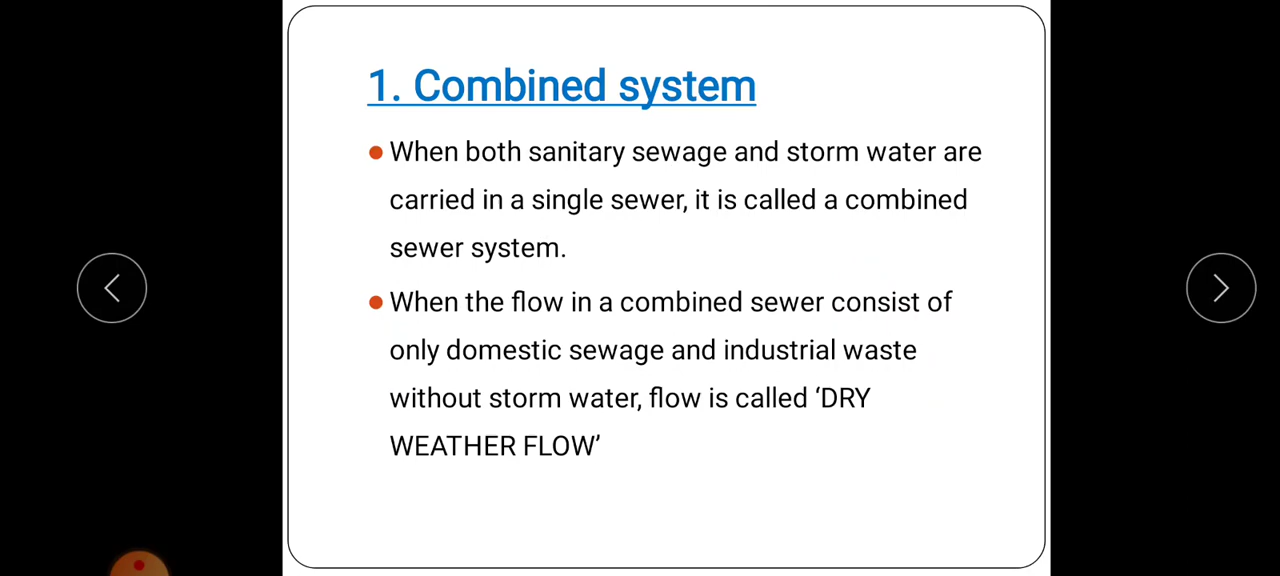 1. Combined system
When both sanitary sewage and storm water are
carried in a single sewer, it is called a combined
sewer system.
When the flow in a combined sewer consist of
only domestic sewage and industrial waste
without storm water, flow is called ‘DRY
WEATHER FLOW’